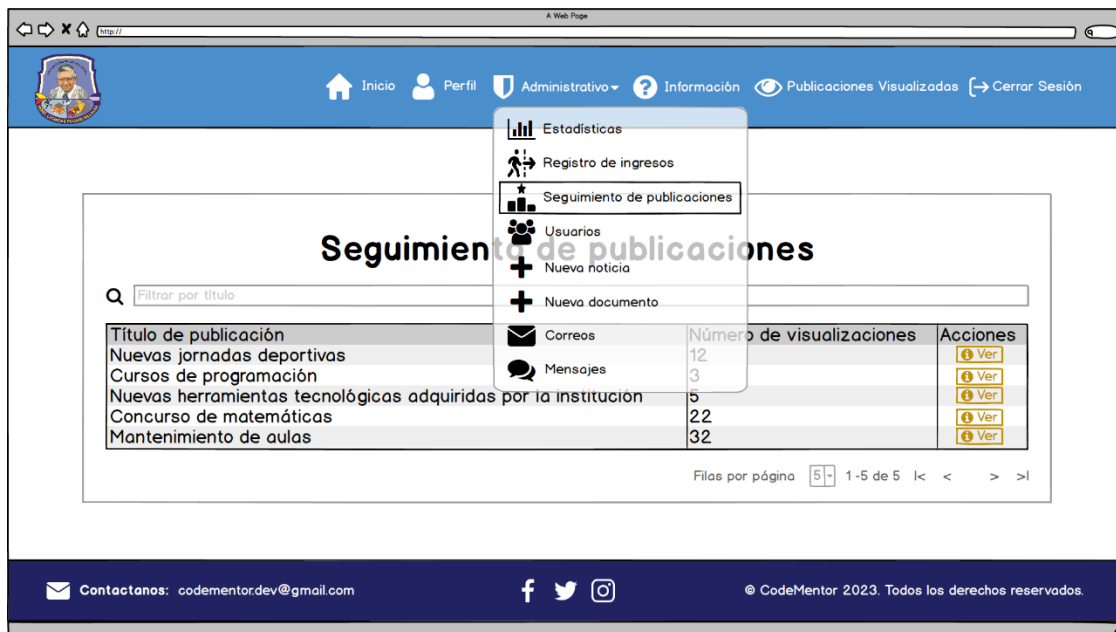 A Web Page
http://
Inicio Perfil Administrativo Información Publicaciones Visualizadas Cerrar Sesión
Estadísticas
Registro de ingresos
Seguimiento de publicaciones
Usuarios
Nueva noticia
Nueva documento
Correos
Mensajes
Seguimiento de publicaciones
Filtrar por título
Título de publicación Número de visualizaciones Acciones
Nuevas jornadas deportivas 12 Ver
Cursos de programación 3 Ver
Nuevas herramientas tecnológicas adquiridas por la institución 5 Ver
Concurso de matemáticas 22 Ver
Mantenimiento de aulas 32 Ver
Filas por página 5 1-5 de 5 |< < > >|
Contactanos: codementor.dev@gmail.com © CodeMentor 2023. Todos los derechos reservados.